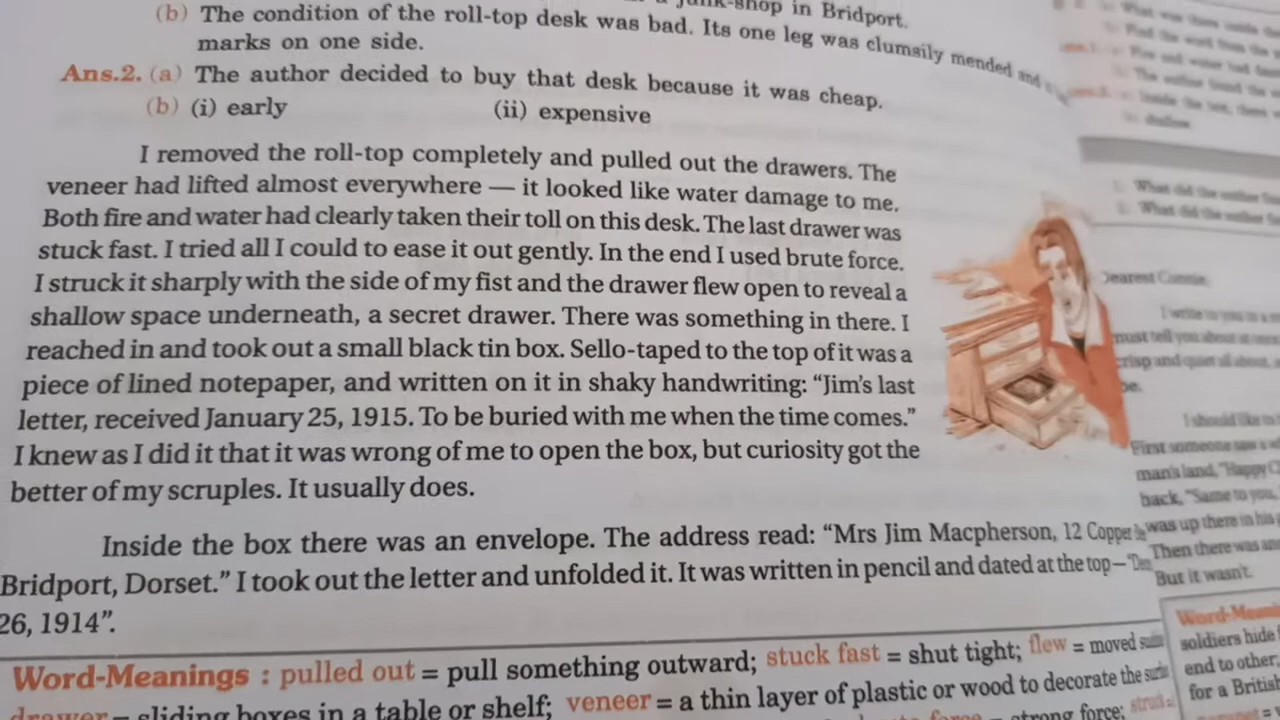 junk-shop in Bridport.
(b) The condition of the roll-top desk was bad. Its one leg was clumsily mended and
marks on one side.
Ans.2. (a) The author decided to buy that desk because it was cheap.
(b) (i) early (ii) expensive
I removed the roll-top completely and pulled out the drawers. The
veneer had lifted almost everywhere — it looked like water damage to me.
Both fire and water had clearly taken their toll on this desk. The last drawer was
stuck fast. I tried all I could to ease it out gently. In the end I used brute force.
I struck it sharply with the side of my fist and the drawer flew open to reveal a
shallow space underneath, a secret drawer. There was something in there. I
reached in and took out a small black tin box. Sello-taped to the top of it was a
piece of lined notepaper, and written on it in shaky handwriting: “Jim’s last
letter, received January 25, 1915. To be buried with me when the time comes.”
I knew as I did it that it was wrong of me to open the box, but curiosity got the
better of my scruples. It usually does.
Inside the box there was an envelope. The address read: “Mrs Jim Macpherson, 12 Copper
Bridport, Dorset.” I took out the letter and unfolded it. It was written in pencil and dated at the top—
26, 1914”.
Word-Meanings : pulled out = pull something outward; stuck fast = shut tight; flew = moved
drawer = sliding boxes in a table or shelf; veneer = a thin layer of plastic or wood to decorate the
force = strong force;
1. What did the author
2. What did the author
Dearest Connie,
I write to you
must tell you about
crisp and quiet all about,
I should like to
First someone saw
man's land, "Happy
back, "Same to you,
was up there in his
Then there was
But it wasn't.
Word-Meani
soldiers hide
end to other,
for a British